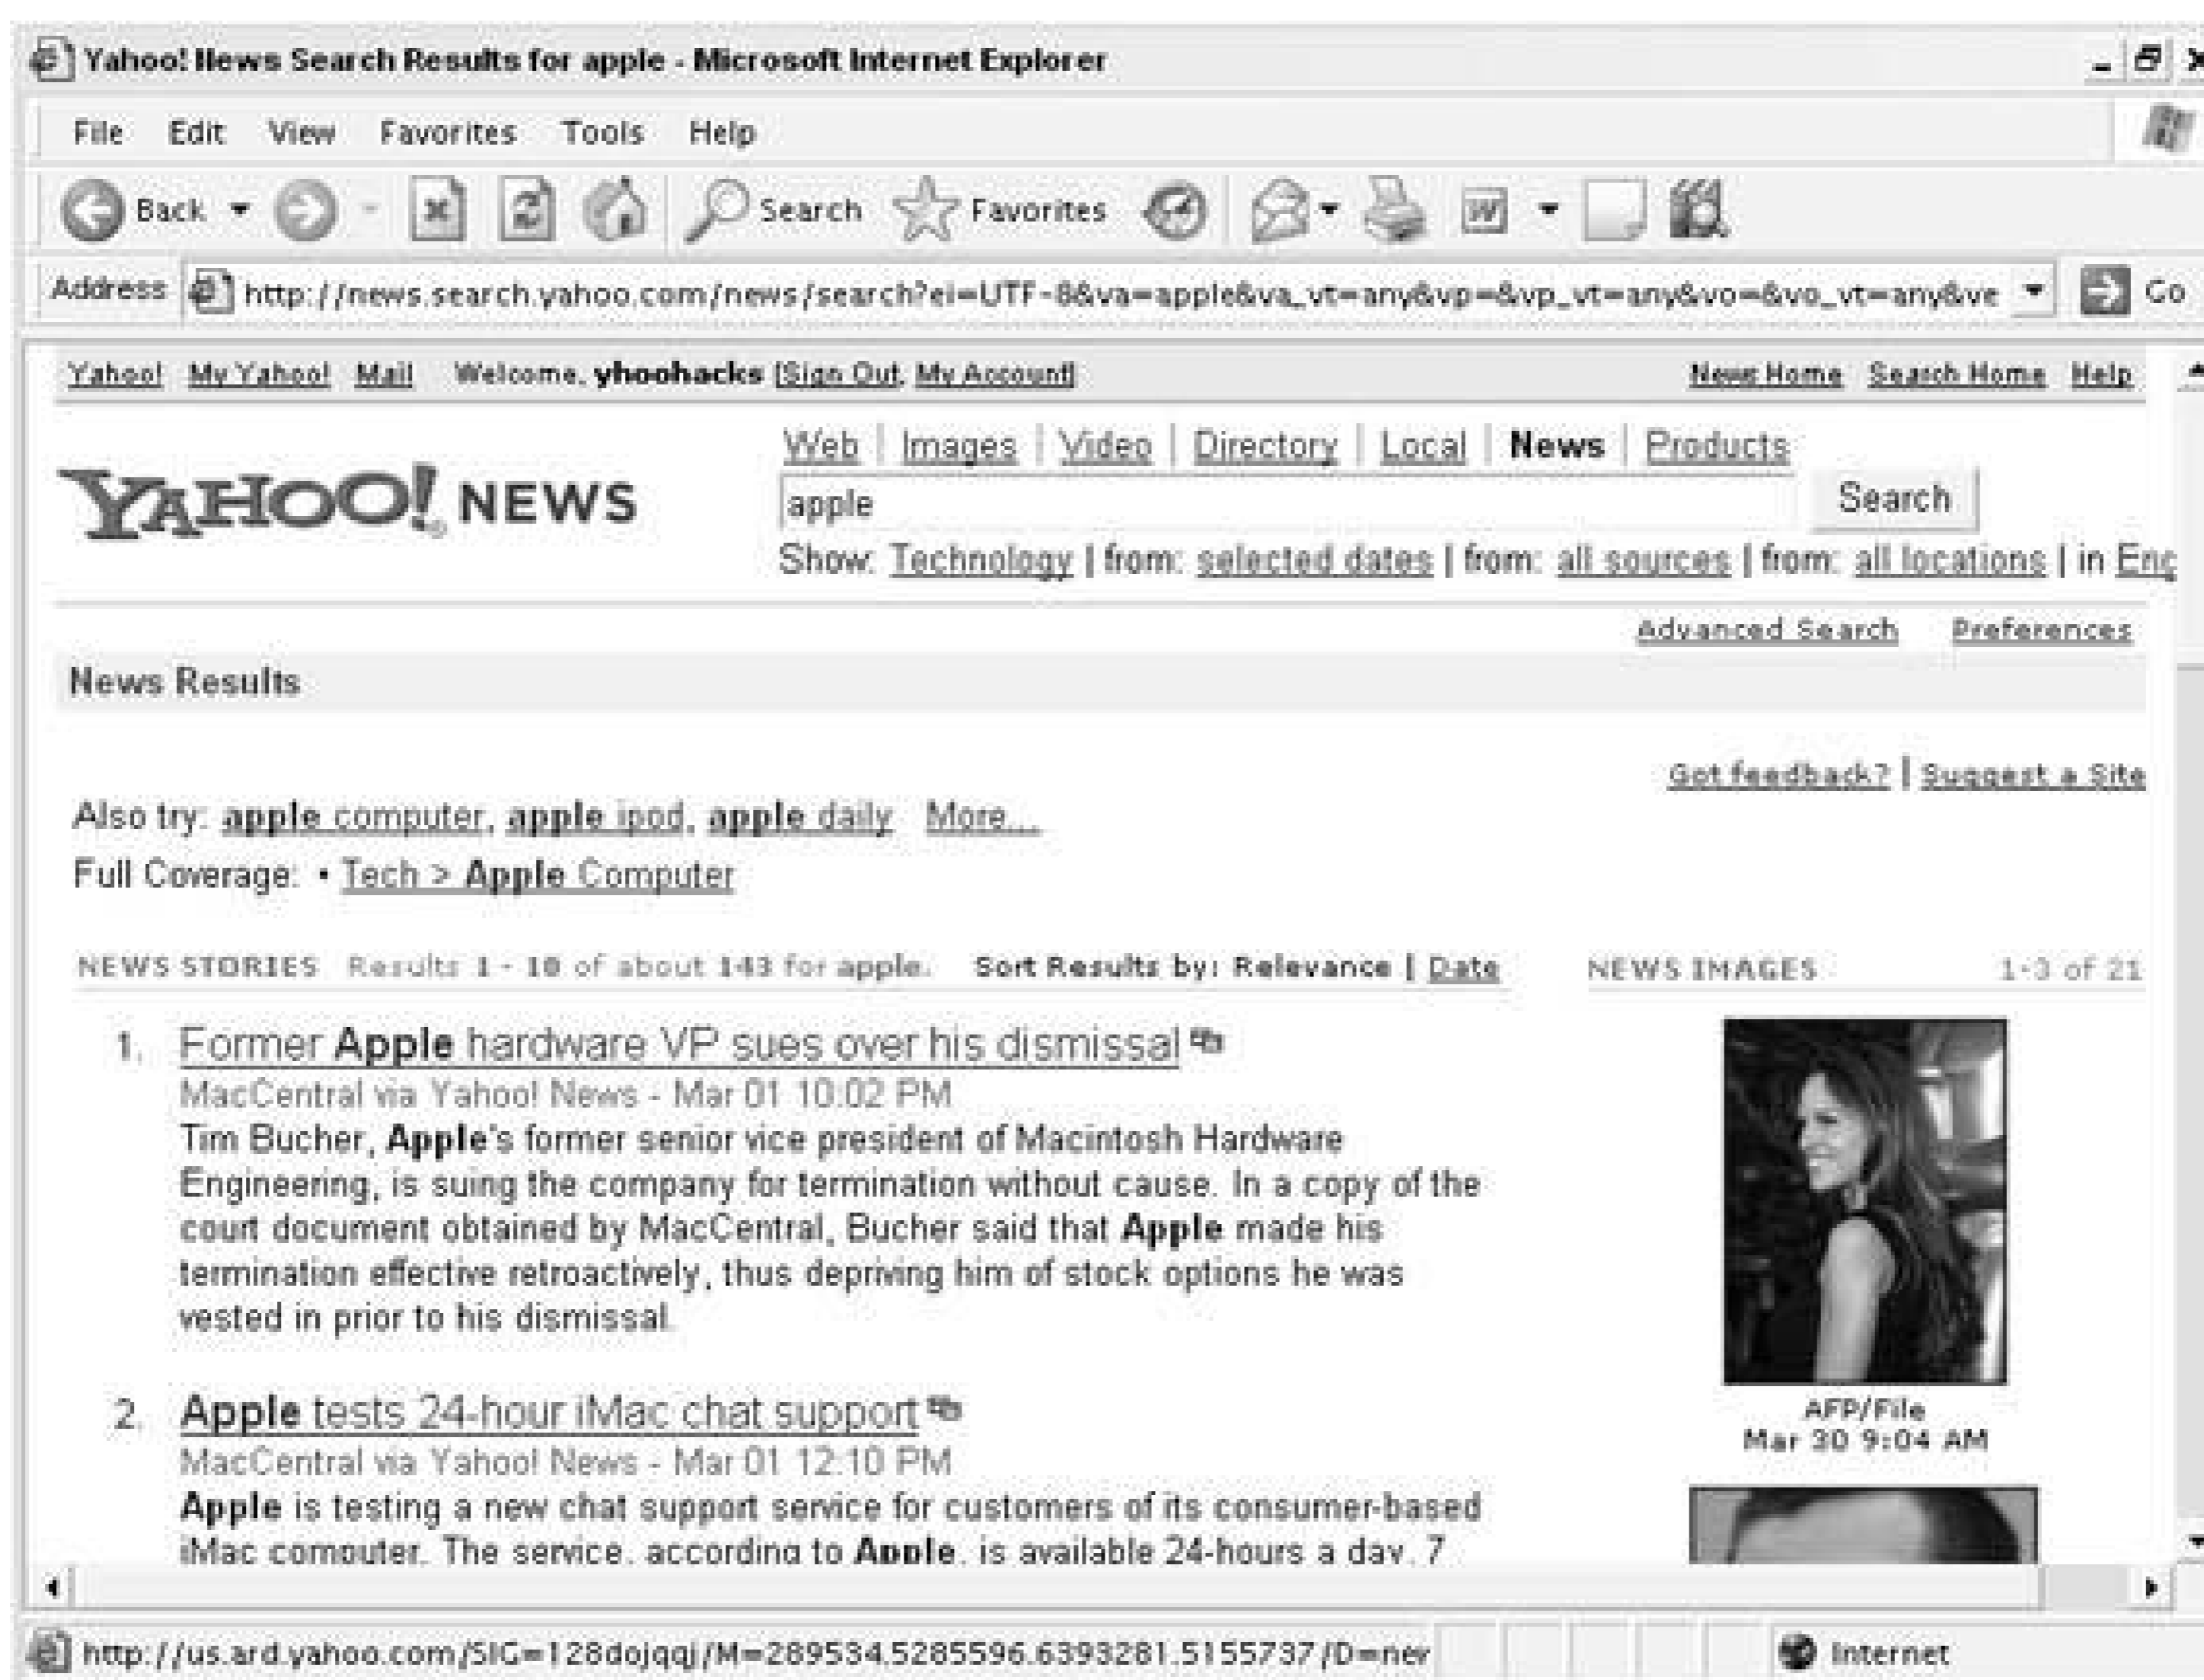 Yahoo! News Search Results for apple - Microsoft Internet Explorer
File Edit View Favorites Tools Help
Back Search Favorites
Address http://news.search.yahoo.com/news/search?ei=UTF-8&va=apple&va_vt=any&vp=&vp_vt=any&vo=&vo_vt=any&ve Go
Yahoo! My Yahoo! Mail Welcome, yhoohacks [Sign Out, My Account] News Home Search Home Help
Web | Images | Video | Directory | Local | News | Products
YAHOO! NEWS
apple Search
Show: Technology | from: selected dates | from: all sources | from: all locations | in Eng
Advanced Search Preferences
News Results
Got feedback? | Suggest a Site
Also try: apple computer, apple ipod, apple daily More...
Full Coverage: • Tech > Apple Computer
NEWS STORIES Results 1 - 10 of about 143 for apple. Sort Results by: Relevance | Date NEWS IMAGES 1-3 of 21
1. Former Apple hardware VP sues over his dismissal
MacCentral via Yahoo! News - Mar 01 10:02 PM
Tim Bucher, Apple's former senior vice president of Macintosh Hardware
Engineering, is suing the company for termination without cause. In a copy of the
court document obtained by MacCentral, Bucher said that Apple made his
termination effective retroactively, thus depriving him of stock options he was
vested in prior to his dismissal.
AFP/File
Mar 30 9:04 AM
2. Apple tests 24-hour iMac chat support
MacCentral via Yahoo! News - Mar 01 12:10 PM
Apple is testing a new chat support service for customers of its consumer-based
iMac computer. The service, according to Apple, is available 24-hours a day, 7
http://us.ard.yahoo.com/SIG=128dojqqj/M=289534.5285596.6393281.5155737/D=nev Internet